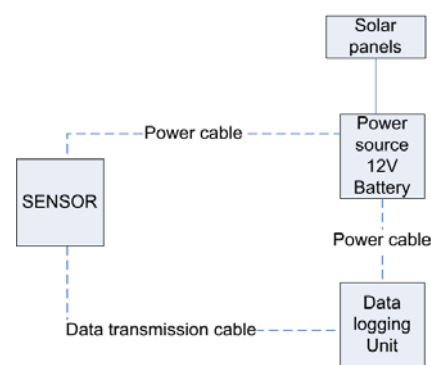 Solar
panels
Power cable
Power
source
12V
Battery
SENSOR
Power cable
Data
logging
Unit
Data transmission cable